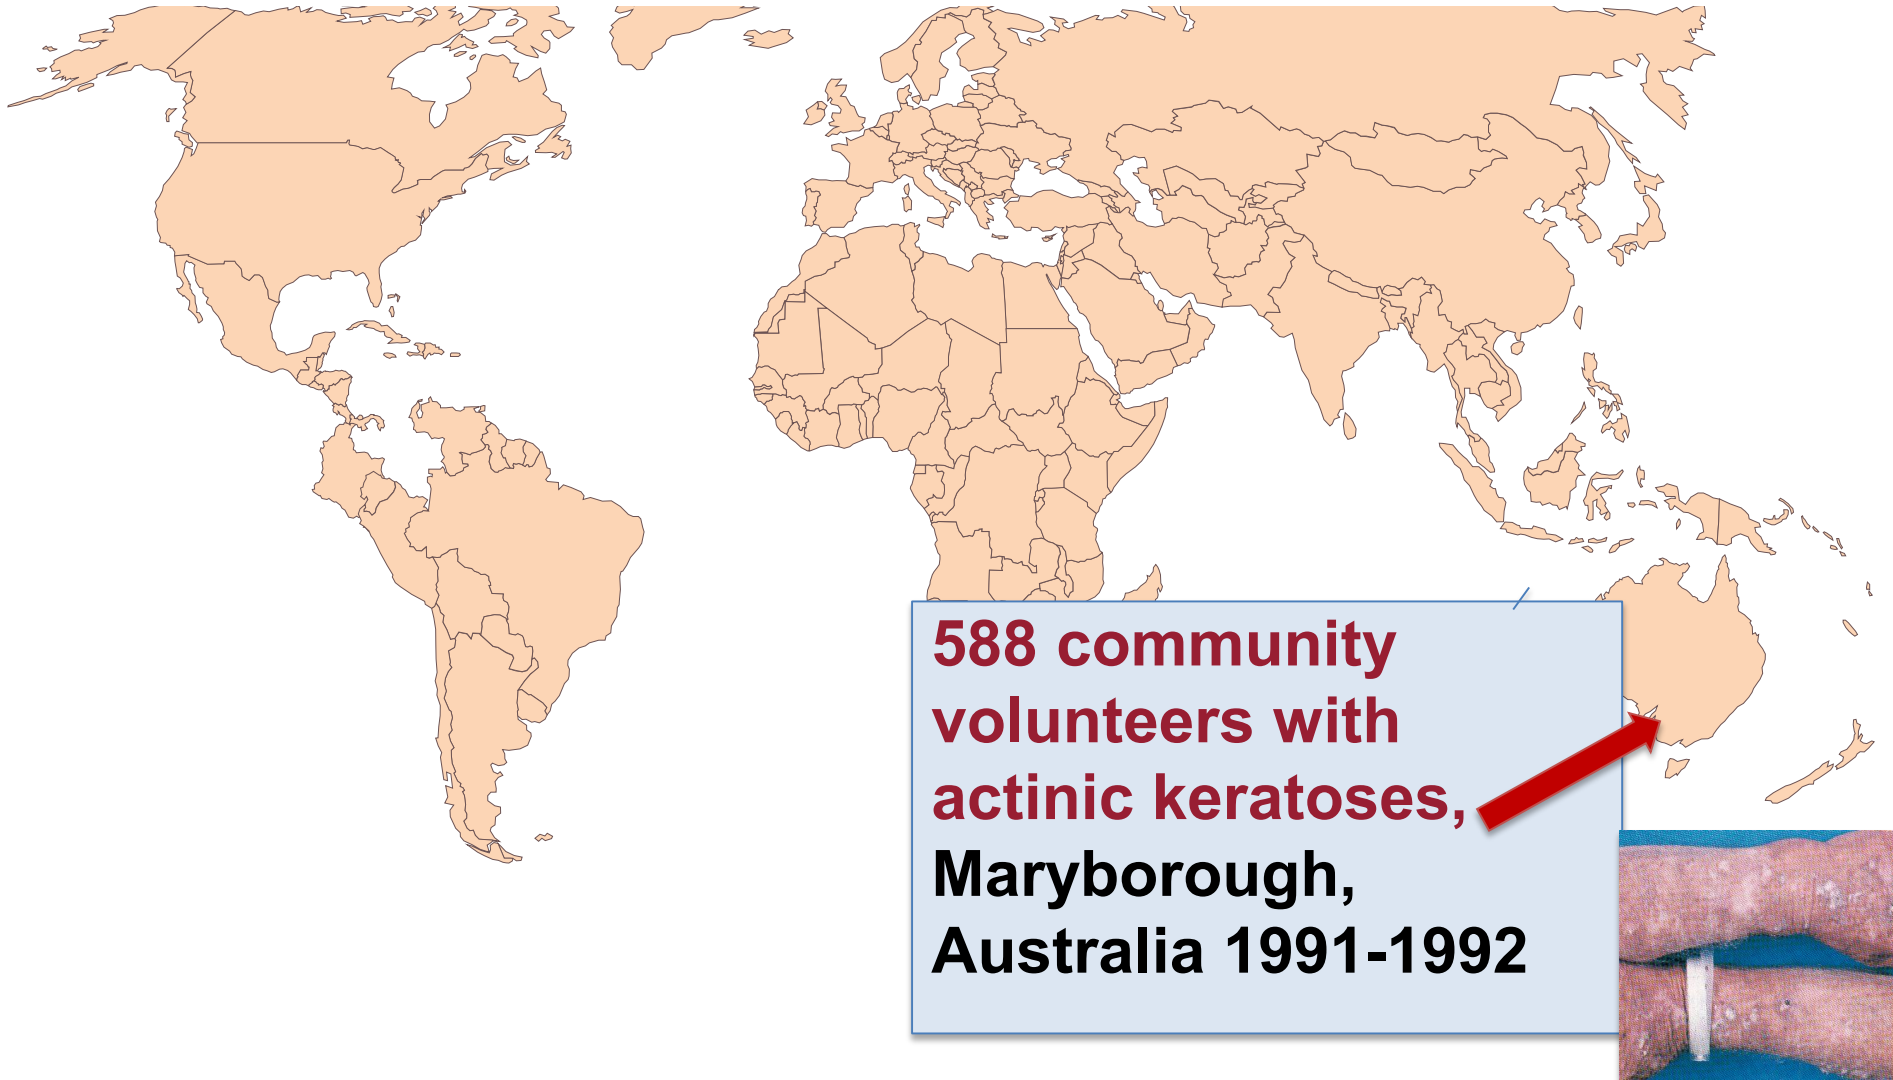 588 community
volunteers with
actinic keratoses,
Maryborough,
Australia 1991-1992